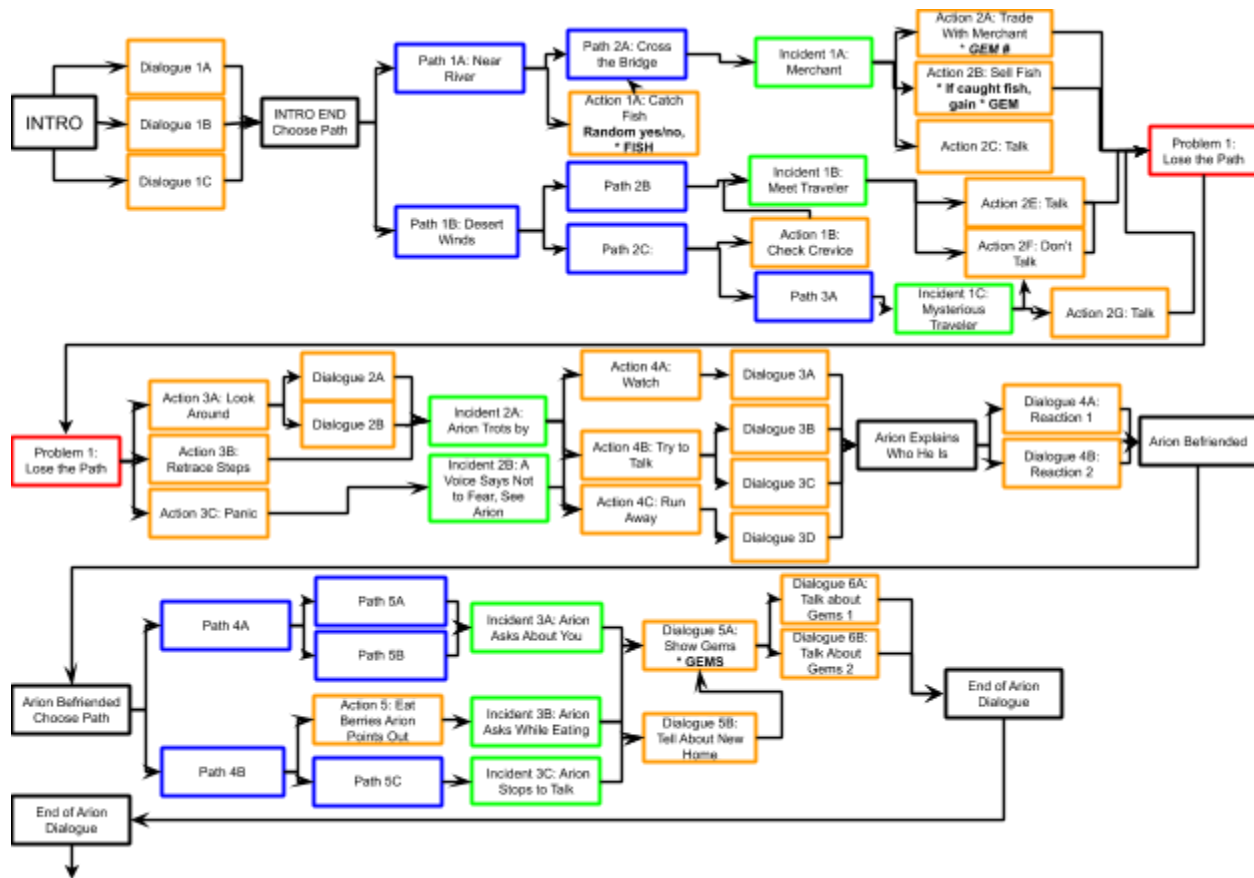 INTRO
Dialogue 1A
Dialogue 1B
Dialogue 1C
INTRO END
Choose Path
Path 1A: Near
River
Path 1B: Desert
Winds
Path 2A: Cross
the Bridge
Action 1A: Catch
Fish
Random yes/no,
* FISH
Path 2B
Path 2C:
Incident 1A:
Merchant
Incident 1B:
Meet Traveler
Action 1B:
Check Crevice
Path 3A
Incident 1C:
Mysterious
Traveler
Action 2A: Trade
With Merchant
* GEM #
Action 2B: Sell Fish
* If caught fish,
gain * GEM
Action 2C: Talk
Action 2E: Talk
Action 2F: Don't
Talk
Action 2G: Talk
Problem 1:
Lose the Path
Problem 1:
Lose the Path
Action 3A: Look
Around
Action 3B:
Retrace Steps
Action 3C: Panic
Dialogue 2A
Dialogue 2B
Incident 2A:
Arion Trots by
Incident 2B: A
Voice Says Not
to Fear, See
Arion
Action 4A:
Watch
Action 4B: Try to
Talk
Action 4C: Run
Away
Dialogue 3A
Dialogue 3B
Dialogue 3C
Dialogue 3D
Arion Explains
Who He Is
Dialogue 4A:
Reaction 1
Dialogue 4B:
Reaction 2
Arion Befriended
Arion Befriended
Choose Path
Path 4A
Path 4B
Path 5A
Path 5B
Action 5: Eat
Berries Arion
Points Out
Path 5C
Incident 3A: Arion
Asks About You
Incident 3B: Arion
Asks While Eating
Incident 3C: Arion
Stops to Talk
Dialogue 5A:
Show Gems
* GEMS
Dialogue 5B:
Tell About New
Home
Dialogue 6A:
Talk about
Gems 1
Dialogue 6B:
Talk About
Gems 2
End of Arion
Dialogue
End of Arion
Dialogue